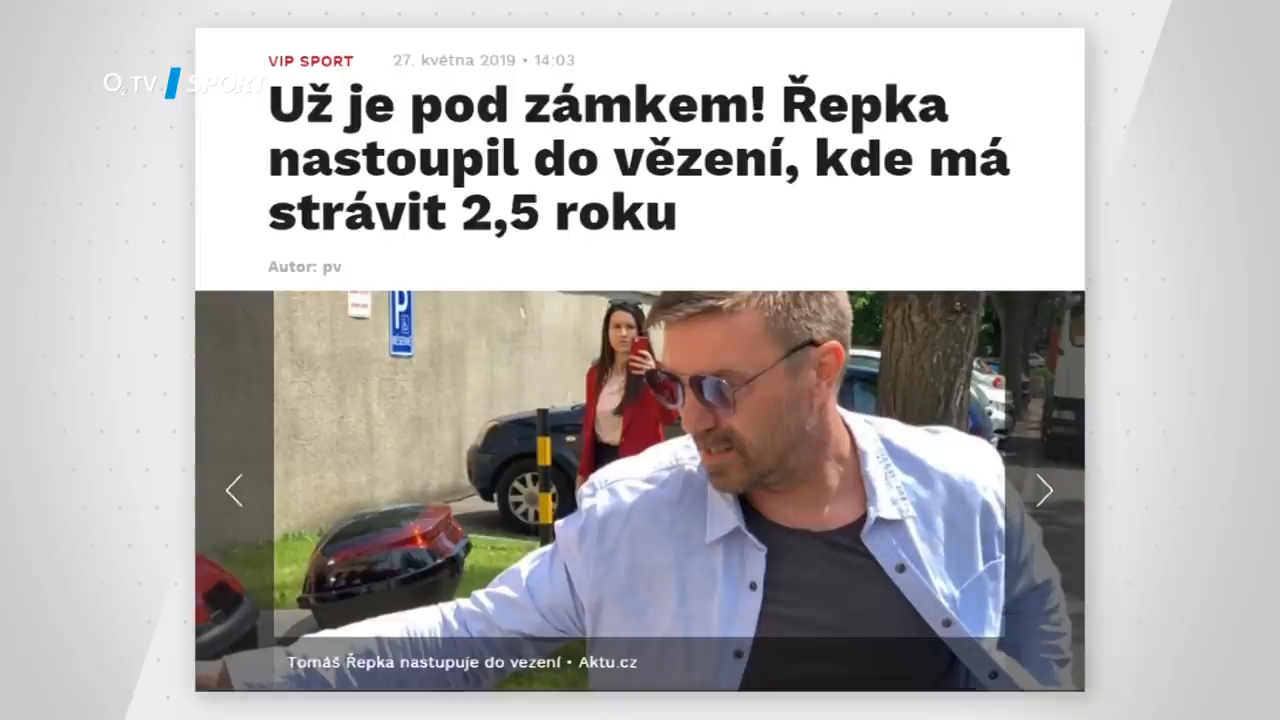 VIP SPORT 27. května 2019 • 14:03
O₂ TV SPORT
Už je pod zámkem! Řepka
nastoupil do vězení, kde má
strávit 2,5 roku
Autor: pv
P
Tomáš Řepka nastupuje do vezení • Aktu.cz